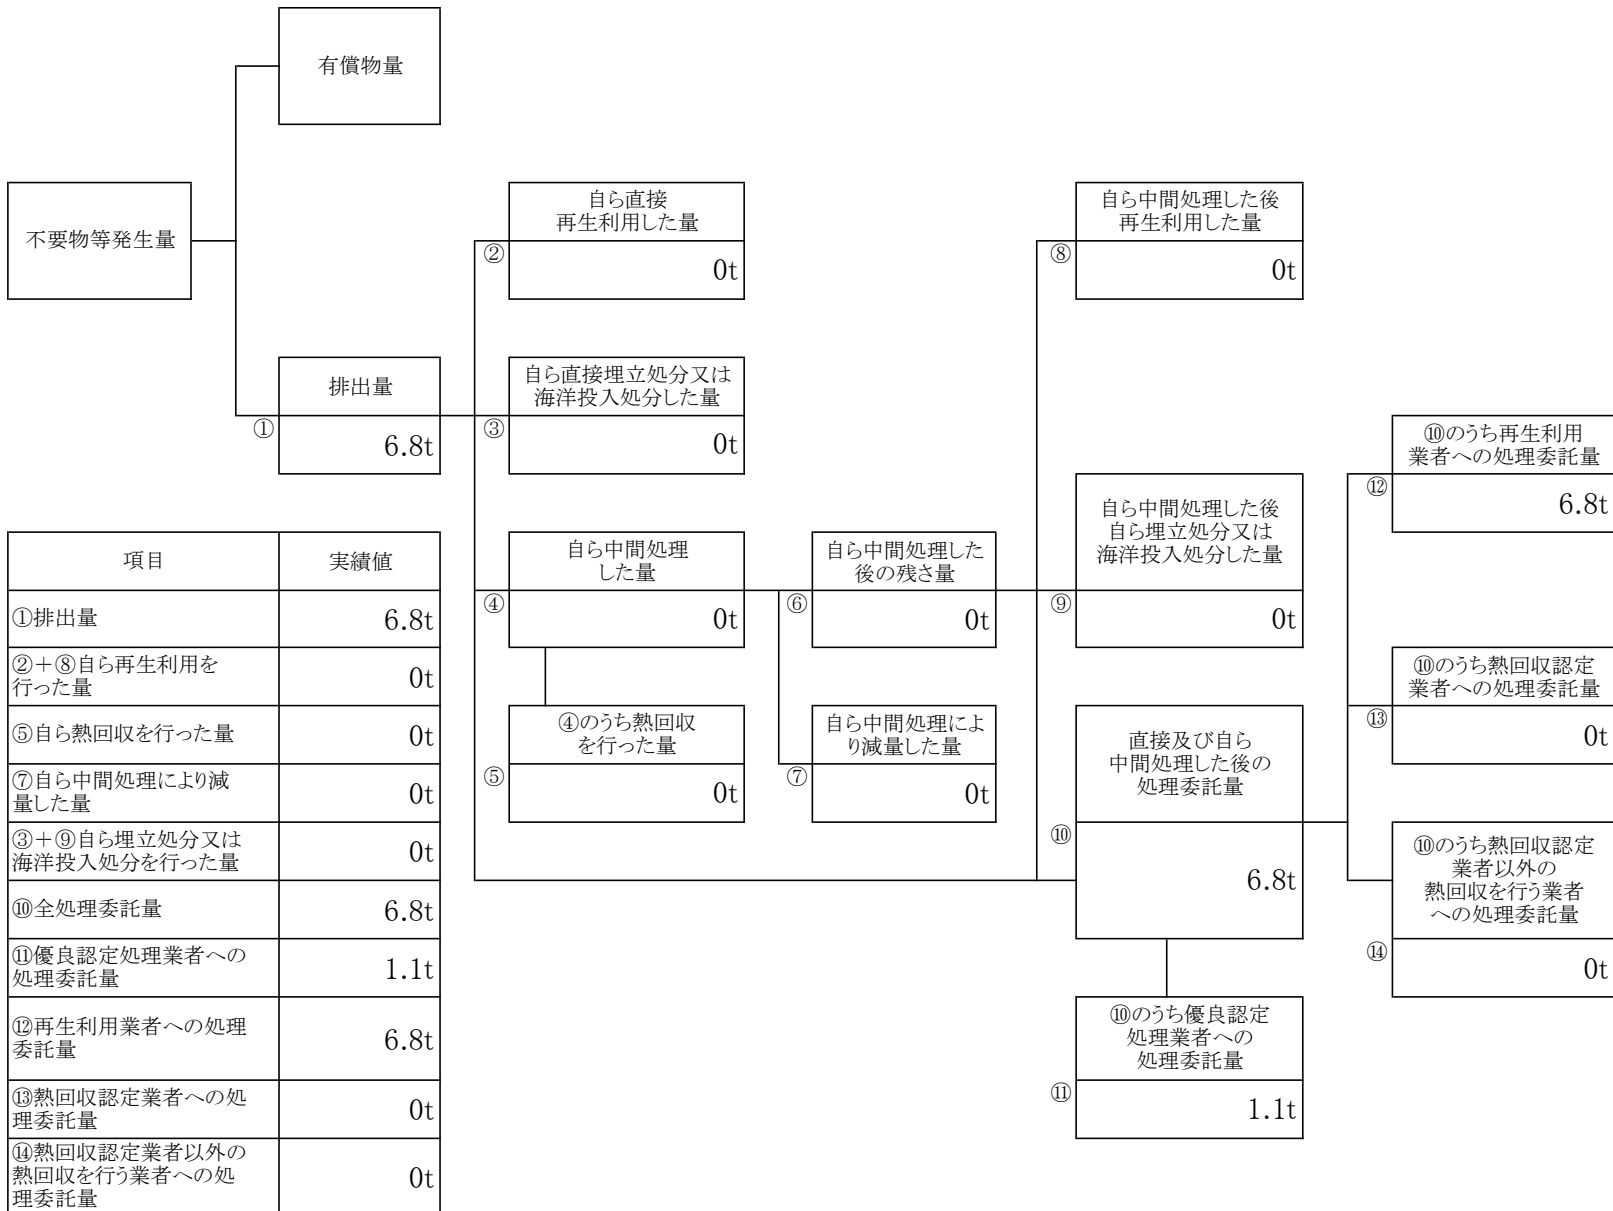 有償物量
不要物等発生量
自ら直接
再生利用した量
②
0t
自ら中間処理した後
再生利用した量
⑧
0t
排出量
①
6.8t
自ら直接埋立処分又は
海洋投入処分した量
③
0t
⑩のうち再生利用
業者への処理委託量
⑫
6.8t
自ら中間処理
した量
④
0t
自ら中間処理した
後の残さ量
⑥
0t
自ら中間処理した後
自ら埋立処分又は
海洋投入処分した量
⑨
0t
⑩のうち熱回収認定
業者への処理委託量
⑬
0t
④のうち熱回収
を行った量
⑤
0t
自ら中間処理によ
り減量した量
⑦
0t
直接及び自ら
中間処理した後の
処理委託量
⑩
6.8t
⑩のうち熱回収認定
業者以外の
熱回収を行う業者
への処理委託量
⑭
0t
⑩のうち優良認定
処理業者への
処理委託量
⑪
1.1t
項目 実績値
①排出量 6.8t
②＋⑧自ら再生利用を
行った量 0t
⑤自ら熱回収を行った量 0t
⑦自ら中間処理により減
量した量 0t
③＋⑨自ら埋立処分又は
海洋投入処分を行った量 0t
⑩全処理委託量 6.8t
⑪優良認定処理業者への
処理委託量 1.1t
⑫再生利用業者への処理
委託量 6.8t
⑬熱回収認定業者への処
理委託量 0t
⑭熱回収認定業者以外の
熱回収を行う業者への処
理委託量 0t